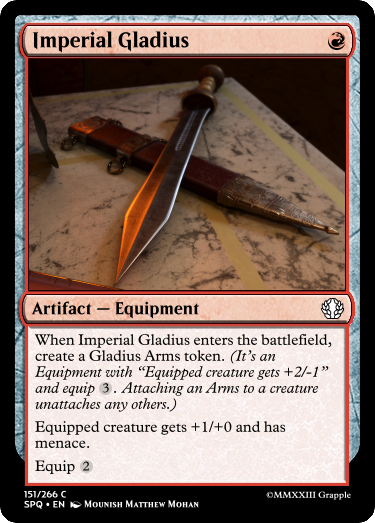 Imperial Gladius
Artifact — Equipment
When Imperial Gladius enters the battlefield,
create a Gladius Arms token. (It's an
Equipment with “Equipped creature gets +2/-1”
and equip 3. Attaching an Arms to a creature
unattaches any others.)
Equipped creature gets +1/+0 and has
menace.
Equip 2
151/266 C
SPQ • EN Mounish Matthew Mohan
©MMXXIII Grapple